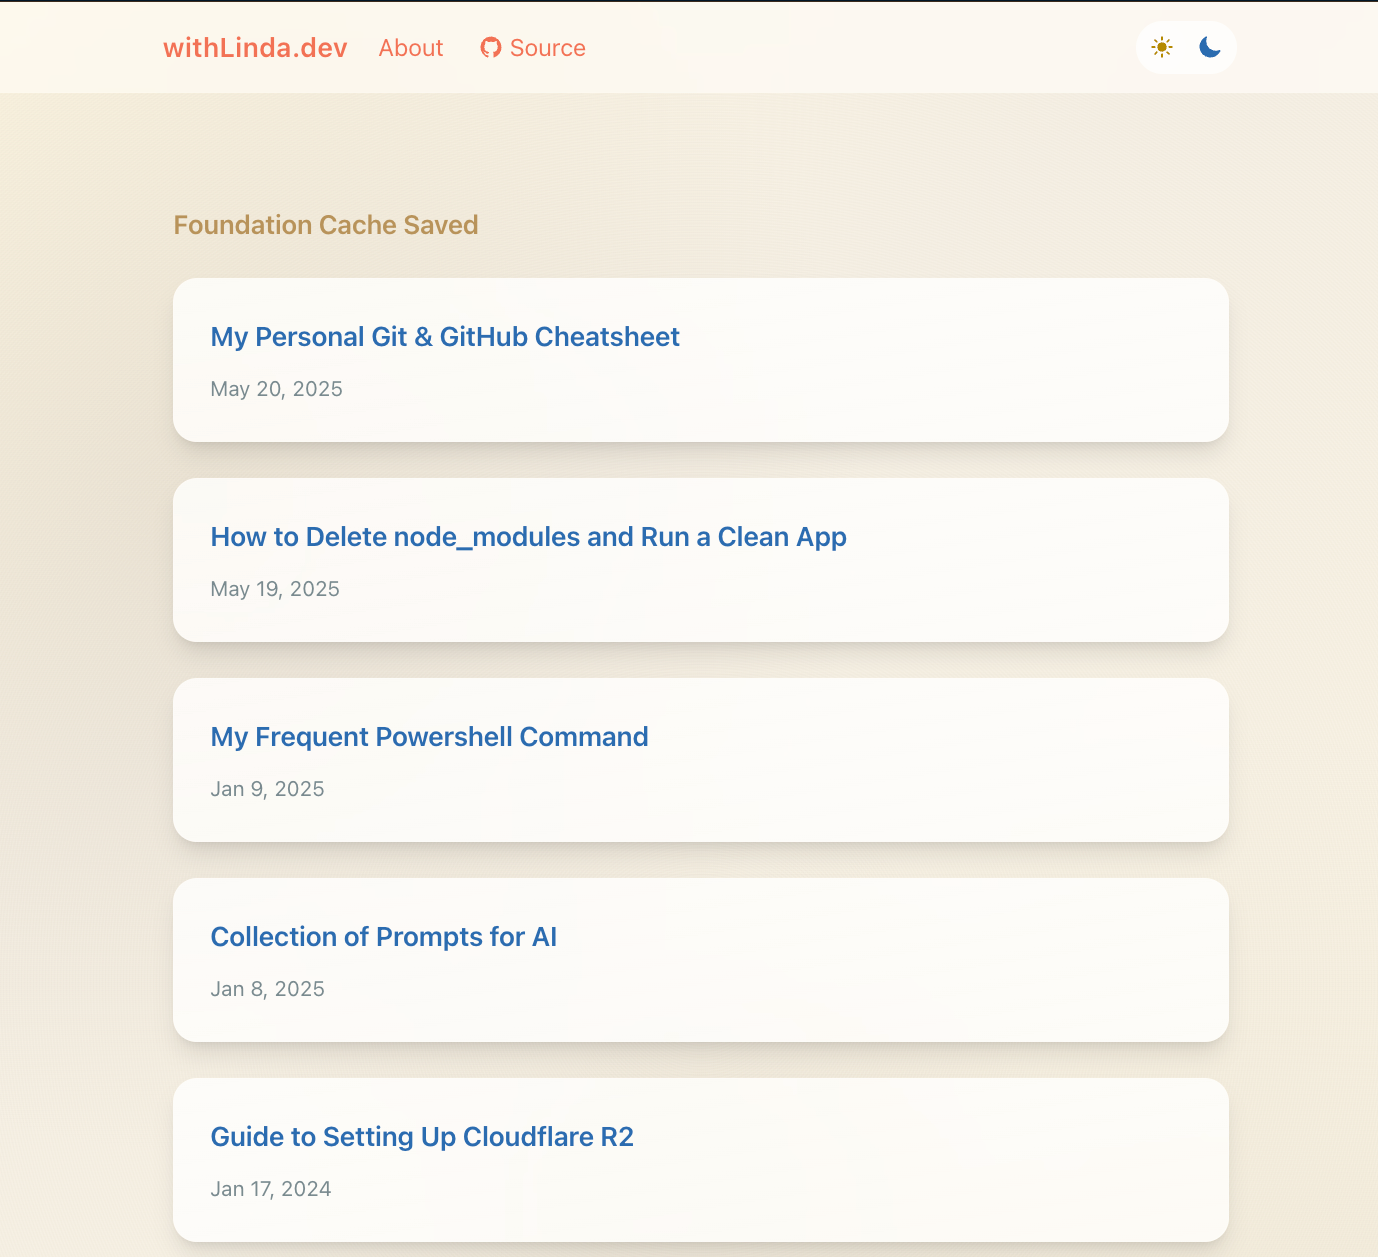 withLinda.dev About Source
Foundation Cache Saved
My Personal Git & GitHub Cheatsheet
May 20, 2025
How to Delete node_modules and Run a Clean App
May 19, 2025
My Frequent Powershell Command
Jan 9, 2025
Collection of Prompts for AI
Jan 8, 2025
Guide to Setting Up Cloudflare R2
Jan 17, 2024